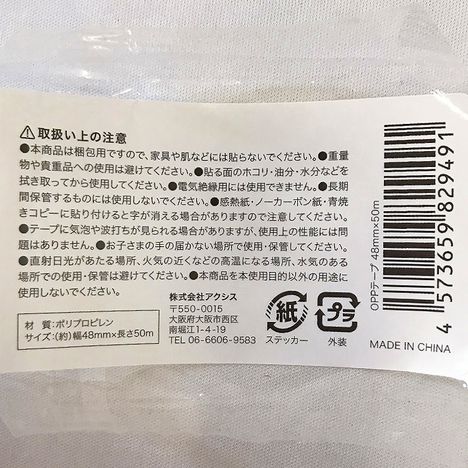 ⚠取扱い上の注意
●本商品は梱包用ですので、家具や肌などには貼らないでください。●重量
物や貴重品への使用は避けてください。●貼る面のホコリ・油分・水分などを
拭き取ってから使用してください。●電気絶縁用には使用できません。●長期
間保管するものには使用しないでください。●感熱紙・ノーカーボン紙・青焼
きコピーに貼り付けると字が消える場合がありますので注意してください。
●テープに気泡や波打ちが見られる場合がありますが、使用上の性能には問
題はありません。●お子さまの手の届かない場所で使用・保管してください。
●直射日光があたる場所、火気の近くなどの高温になる場所、水気のある
場所での使用・保管は避けてください。●本商品を本使用目的以外の用途に
使用しないでください。
材 質：ポリプロピレン
サイズ：(約)幅48mm×長さ50m
株式会社アクシス
〒550-0015
大阪府大阪市西区
南堀江1-4-19
TEL 06-6606-9583
紙
ステッカー
プラ
外装
OPPテープ 48mm×50m
4 573659 829491
MADE IN CHINA